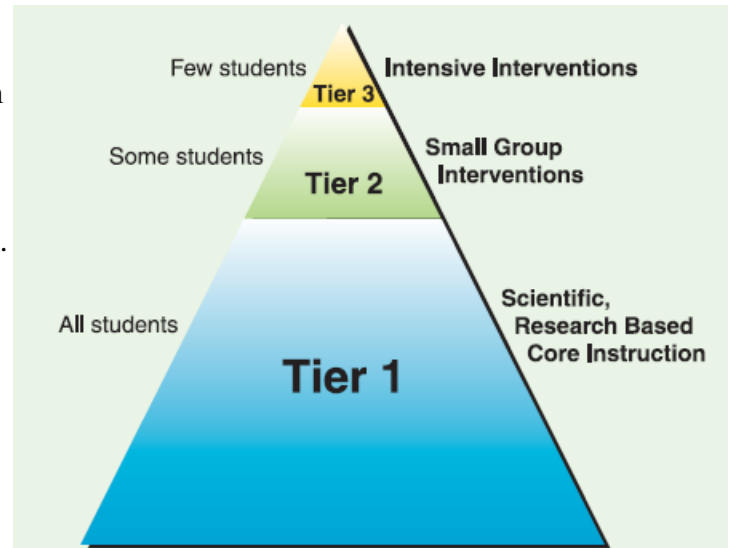 Few students
Intensive Interventions
Tier 3
Some students
Small Group
Interventions
Tier 2
All students
Scientific,
Research Based
Core Instruction
Tier 1